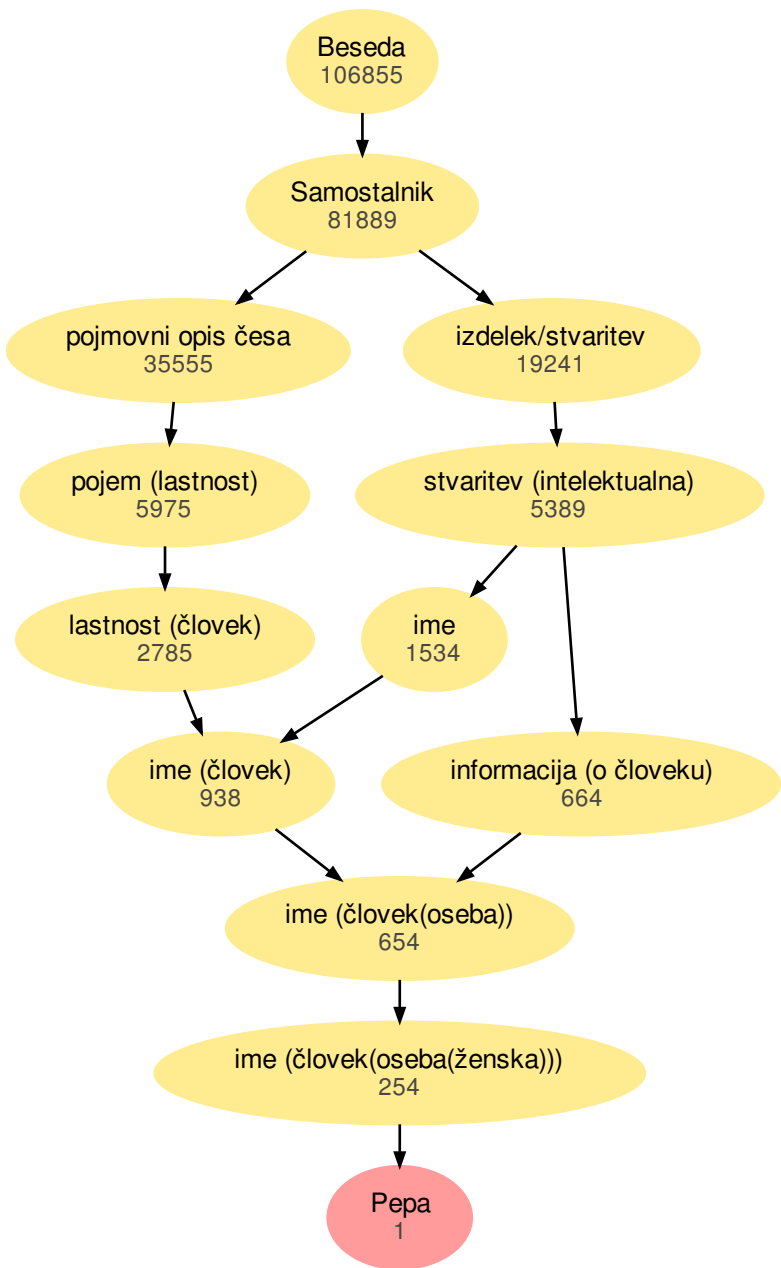 Beseda
106855
Samostalnik
81889
pojmovni opis česa
35555
izdelek/stvaritev
19241
pojem (lastnost)
5975
stvaritev (intelektualna)
5389
lastnost (človek)
2785
ime
1534
ime (človek)
938
informacija (o človeku)
664
ime (človek(oseba))
654
ime (človek(oseba(ženska)))
254
Pepa
1